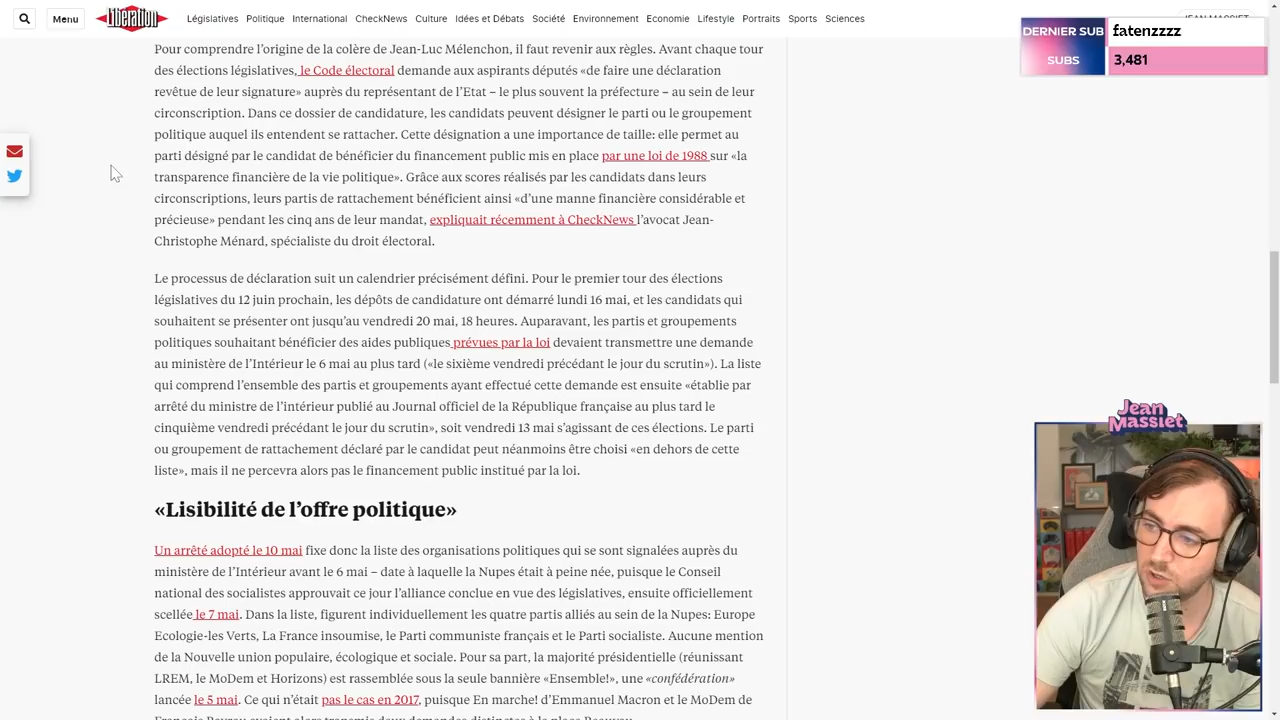 Menu
Libération
Législatives Politique International CheckNews Culture Idées et Débats Société Environnement Economie Lifestyle Portraits Sports Sciences
JEAN MASSIET
DERNIER SUB fatenzzzz
SUBS 3,481
Pour comprendre l'origine de la colère de Jean-Luc Mélenchon, il faut revenir aux règles. Avant chaque tour
des élections législatives, le Code électoral demande aux aspirants députés «de faire une déclaration
revêtue de leur signature» auprès du représentant de l'Etat – le plus souvent la préfecture – au sein de leur
circonscription. Dans ce dossier de candidature, les candidats peuvent désigner le parti ou le groupement
politique auquel ils entendent se rattacher. Cette désignation a une importance de taille: elle permet au
parti désigné par le candidat de bénéficier du financement public mis en place par une loi de 1988 sur «la
transparence financière de la vie politique». Grâce aux scores réalisés par les candidats dans leurs
circonscriptions, leurs partis de rattachement bénéficient ainsi «d'une manne financière considérable et
précieuse» pendant les cinq ans de leur mandat, expliquait récemment à CheckNews l'avocat Jean-
Christophe Ménard, spécialiste du droit électoral.
Le processus de déclaration suit un calendrier précisément défini. Pour le premier tour des élections
législatives du 12 juin prochain, les dépôts de candidature ont démarré lundi 16 mai, et les candidats qui
souhaitent se présenter ont jusqu'au vendredi 20 mai, 18 heures. Auparavant, les partis et groupements
politiques souhaitant bénéficier des aides publiques prévues par la loi devaient transmettre une demande
au ministère de l'Intérieur le 6 mai au plus tard («le sixième vendredi précédant le jour du scrutin»). La liste
qui comprend l'ensemble des partis et groupements ayant effectué cette demande est ensuite «établie par
arrêté du ministre de l'intérieur publié au Journal officiel de la République française au plus tard le
cinquième vendredi précédant le jour du scrutin», soit vendredi 13 mai s'agissant de ces élections. Le parti
ou groupement de rattachement déclaré par le candidat peut néanmoins être choisi «en dehors de cette
liste», mais il ne percevra alors pas le financement public institué par la loi.
«Lisibilité de l'offre politique»
Un arrêté adopté le 10 mai fixe donc la liste des organisations politiques qui se sont signalées auprès du
ministère de l'Intérieur avant le 6 mai – date à laquelle la Nupes était à peine née, puisque le Conseil
national des socialistes approuvait ce jour l'alliance conclue en vue des législatives, ensuite officiellement
scellée le 7 mai. Dans la liste, figurent individuellement les quatre partis alliés au sein de la Nupes: Europe
Ecologie-les Verts, La France insoumise, le Parti communiste français et le Parti socialiste. Aucune mention
de la Nouvelle union populaire, écologique et sociale. Pour sa part, la majorité présidentielle (réunissant
LREM, le MoDem et Horizons) est rassemblée sous la seule bannière «Ensemble!», une «confédération»
lancée le 5 mai. Ce qui n'était pas le cas en 2017, puisque En marche! d'Emmanuel Macron et le MoDem de
François Bayrou avaient alors transmis deux demandes distinctes à la place Beauvau.
Jean
Massiet